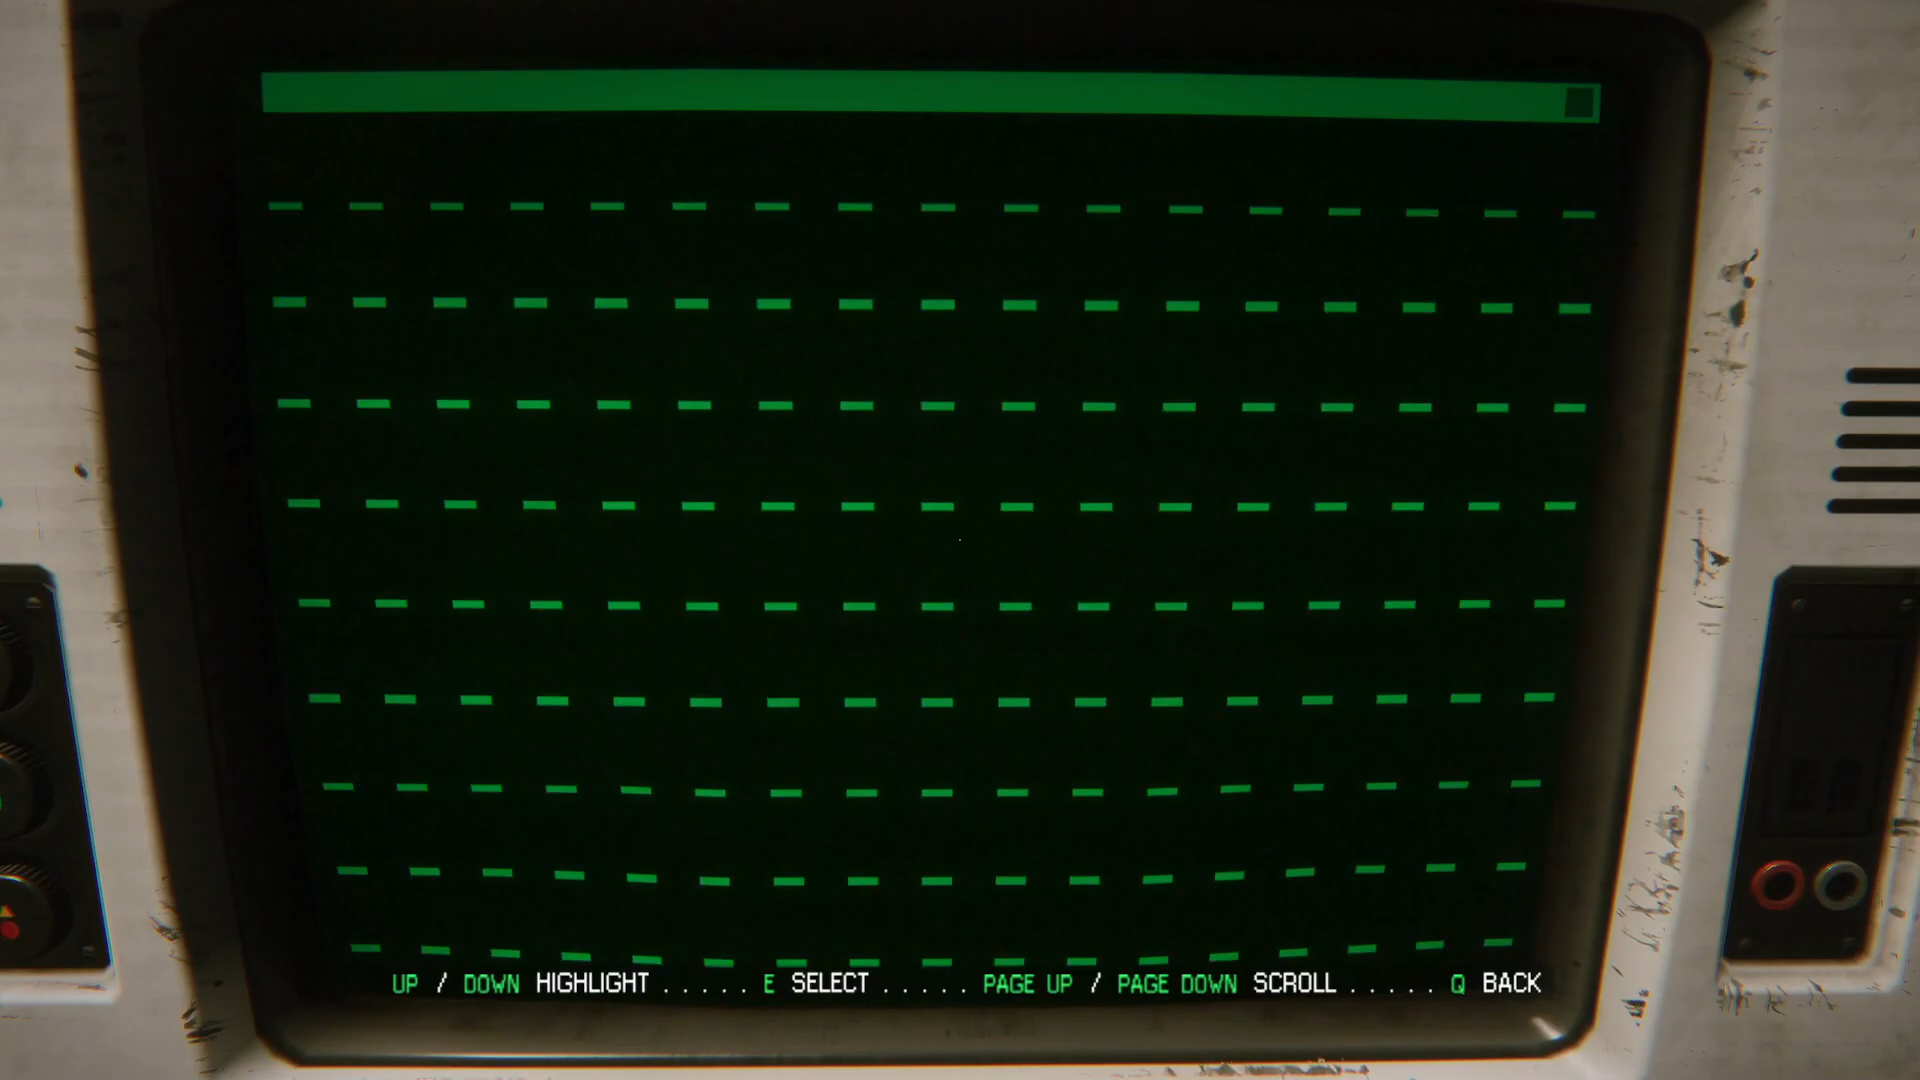 UP / DOWN HIGHLIGHT ..... E SELECT ..... PAGE UP / PAGE DOWN SCROLL ..... Q BACK